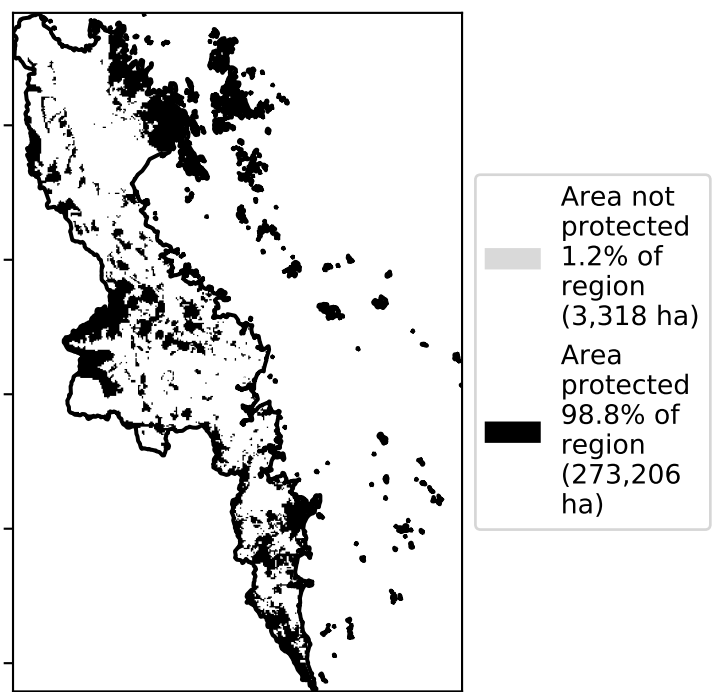 Area not
protected
1.2% of
region
(3,318 ha)
Area
protected
98.8% of
region
(273,206
ha)